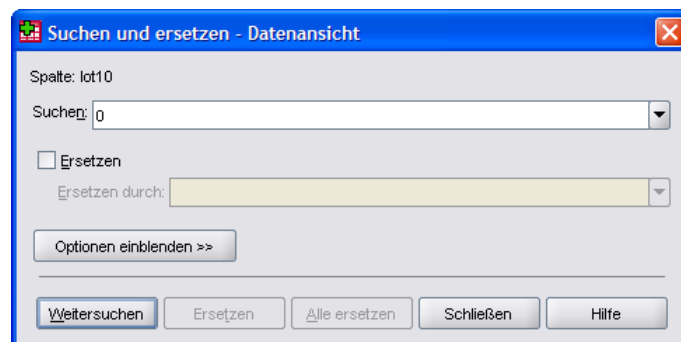 Suchen und ersetzen - Datenansicht
Spalte: lot10
Suchen: 0
Ersetzen
Ersetzen durch:
Optionen einblenden >>
Weitersuchen Ersetzen Alle ersetzen Schließen Hilfe